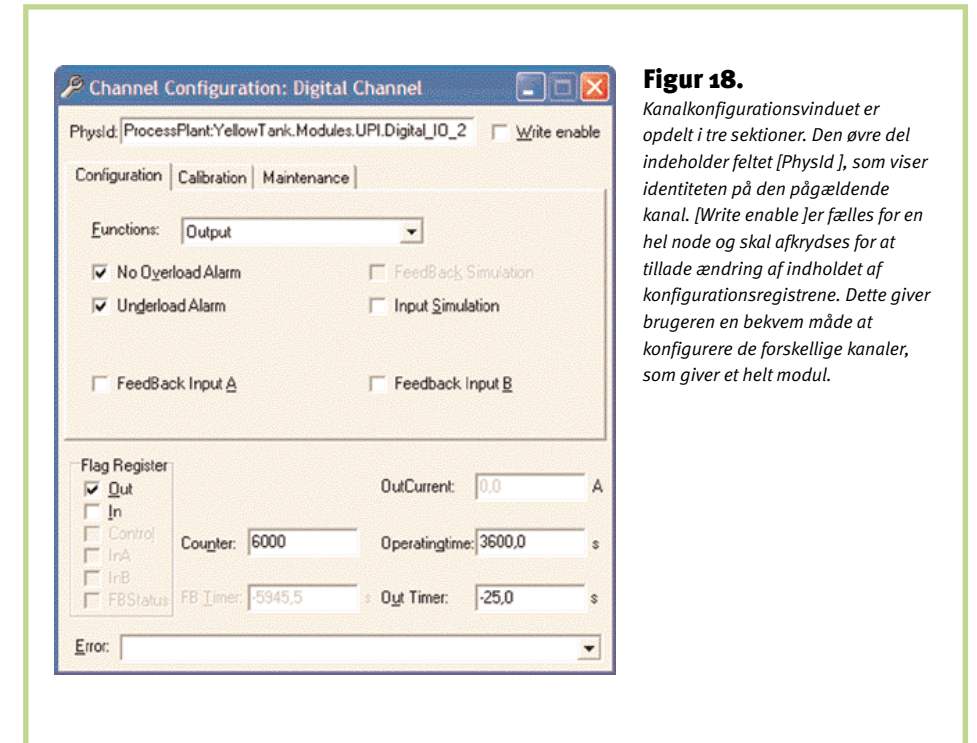 Channel Configuration: Digital Channel
PhysId: ProcessPlant:YellowTank.Modules.UPI.Digital_IO_2 Write enable
Configuration Calibration Maintenance
Functions: Output
No Overload Alarm FeedBack Simulation
Underload Alarm Input Simulation
FeedBack Input A Feedback Input B
Flag Register
Out
In
Control
InA
InB
FBStatus
OutCurrent: 0,0 A
Counter: 6000 Operatingtime: 3600,0 s
FB Timer: -5945,5 s Out Timer: -25,0 s
Error:
Figur 18.
Kanalkonfigurationsvinduet er
opdelt i tre sektioner. Den øvre del
indeholder feltet [PhysId ], som viser
identiteten på den pågældende
kanal. [Write enable ]er fælles for en
hel node og skal afkrydses for at
tillade ændring af indholdet af
konfigurationsregistrene. Dette giver
brugeren en bekvem måde at
konfigurere de forskellige kanaler,
som giver et helt modul.